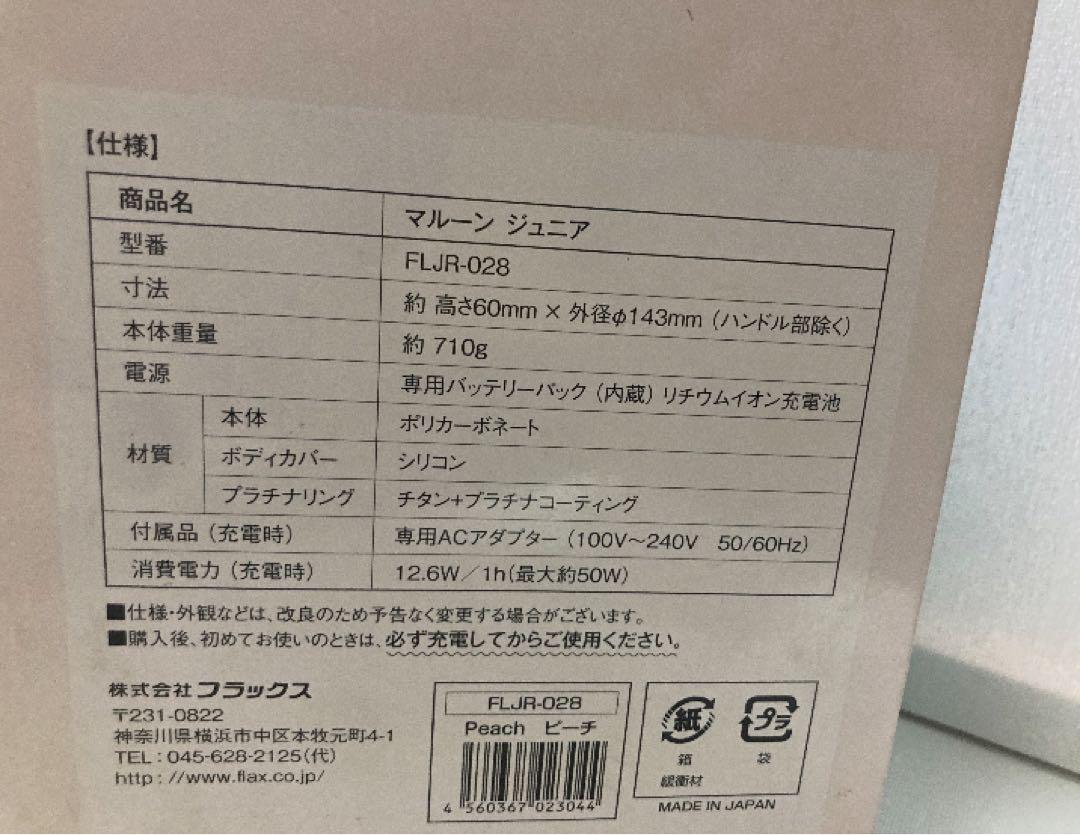 【仕様】
商品名 マルーン ジュニア
型番 FLJR-028
寸法 約 高さ60mm × 外径φ143mm（ハンドル部除く）
本体重量 約 710g
電源 専用バッテリーパック（内蔵）リチウムイオン充電池
材質 本体 ポリカーボネート
ボディカバー シリコン
プラチナリング チタン+プラチナコーティング
付属品（充電時） 専用ACアダプター（100V～240V 50/60Hz）
消費電力（充電時） 12.6W／1h（最大約50W）
■仕様・外観などは、改良のため予告なく変更する場合がございます。
■購入後、初めてお使いのときは、必ず充電してからご使用ください。
株式会社フラックス
〒231-0822
神奈川県横浜市中区本牧元町4-1
TEL：045-628-2125（代）
http：//www.flax.co.jp/
FLJR-028
Peach ピーチ
4 560367 023044
紙 プラ
箱 袋
緩衝材
MADE IN JAPAN